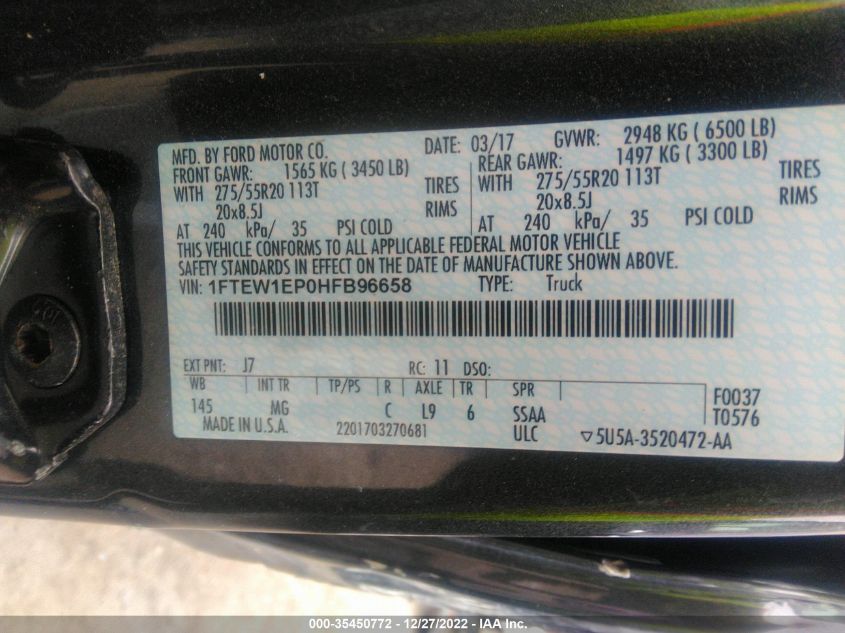 MFD. BY FORD MOTOR CO. DATE: 03/17 GVWR: 2948 KG ( 6500 LB)
FRONT GAWR: 1565 KG ( 3450 LB) REAR GAWR: 1497 KG ( 3300 LB)
WITH 275/55R20 113T TIRES WITH 275/55R20 113T TIRES
20x8.5J RIMS 20x8.5J RIMS
AT 240 kPa/ 35 PSI COLD AT 240 kPa/ 35 PSI COLD
THIS VEHICLE CONFORMS TO ALL APPLICABLE FEDERAL MOTOR VEHICLE
SAFETY STANDARDS IN EFFECT ON THE DATE OF MANUFACTURE SHOWN ABOVE.
VIN: 1FTEW1EP0HFB96658 TYPE: Truck
EXT PNT: J7 RC: 11 DSO:
WB INT TR TP/PS R AXLE TR SPR F0037
145 MG C L9 6 SSAA T0576
MADE IN U.S.A. 2201703270681 ULC ▽5U5A-3520472-AA
000-35450772 - 12/27/2022 - IAA Inc.